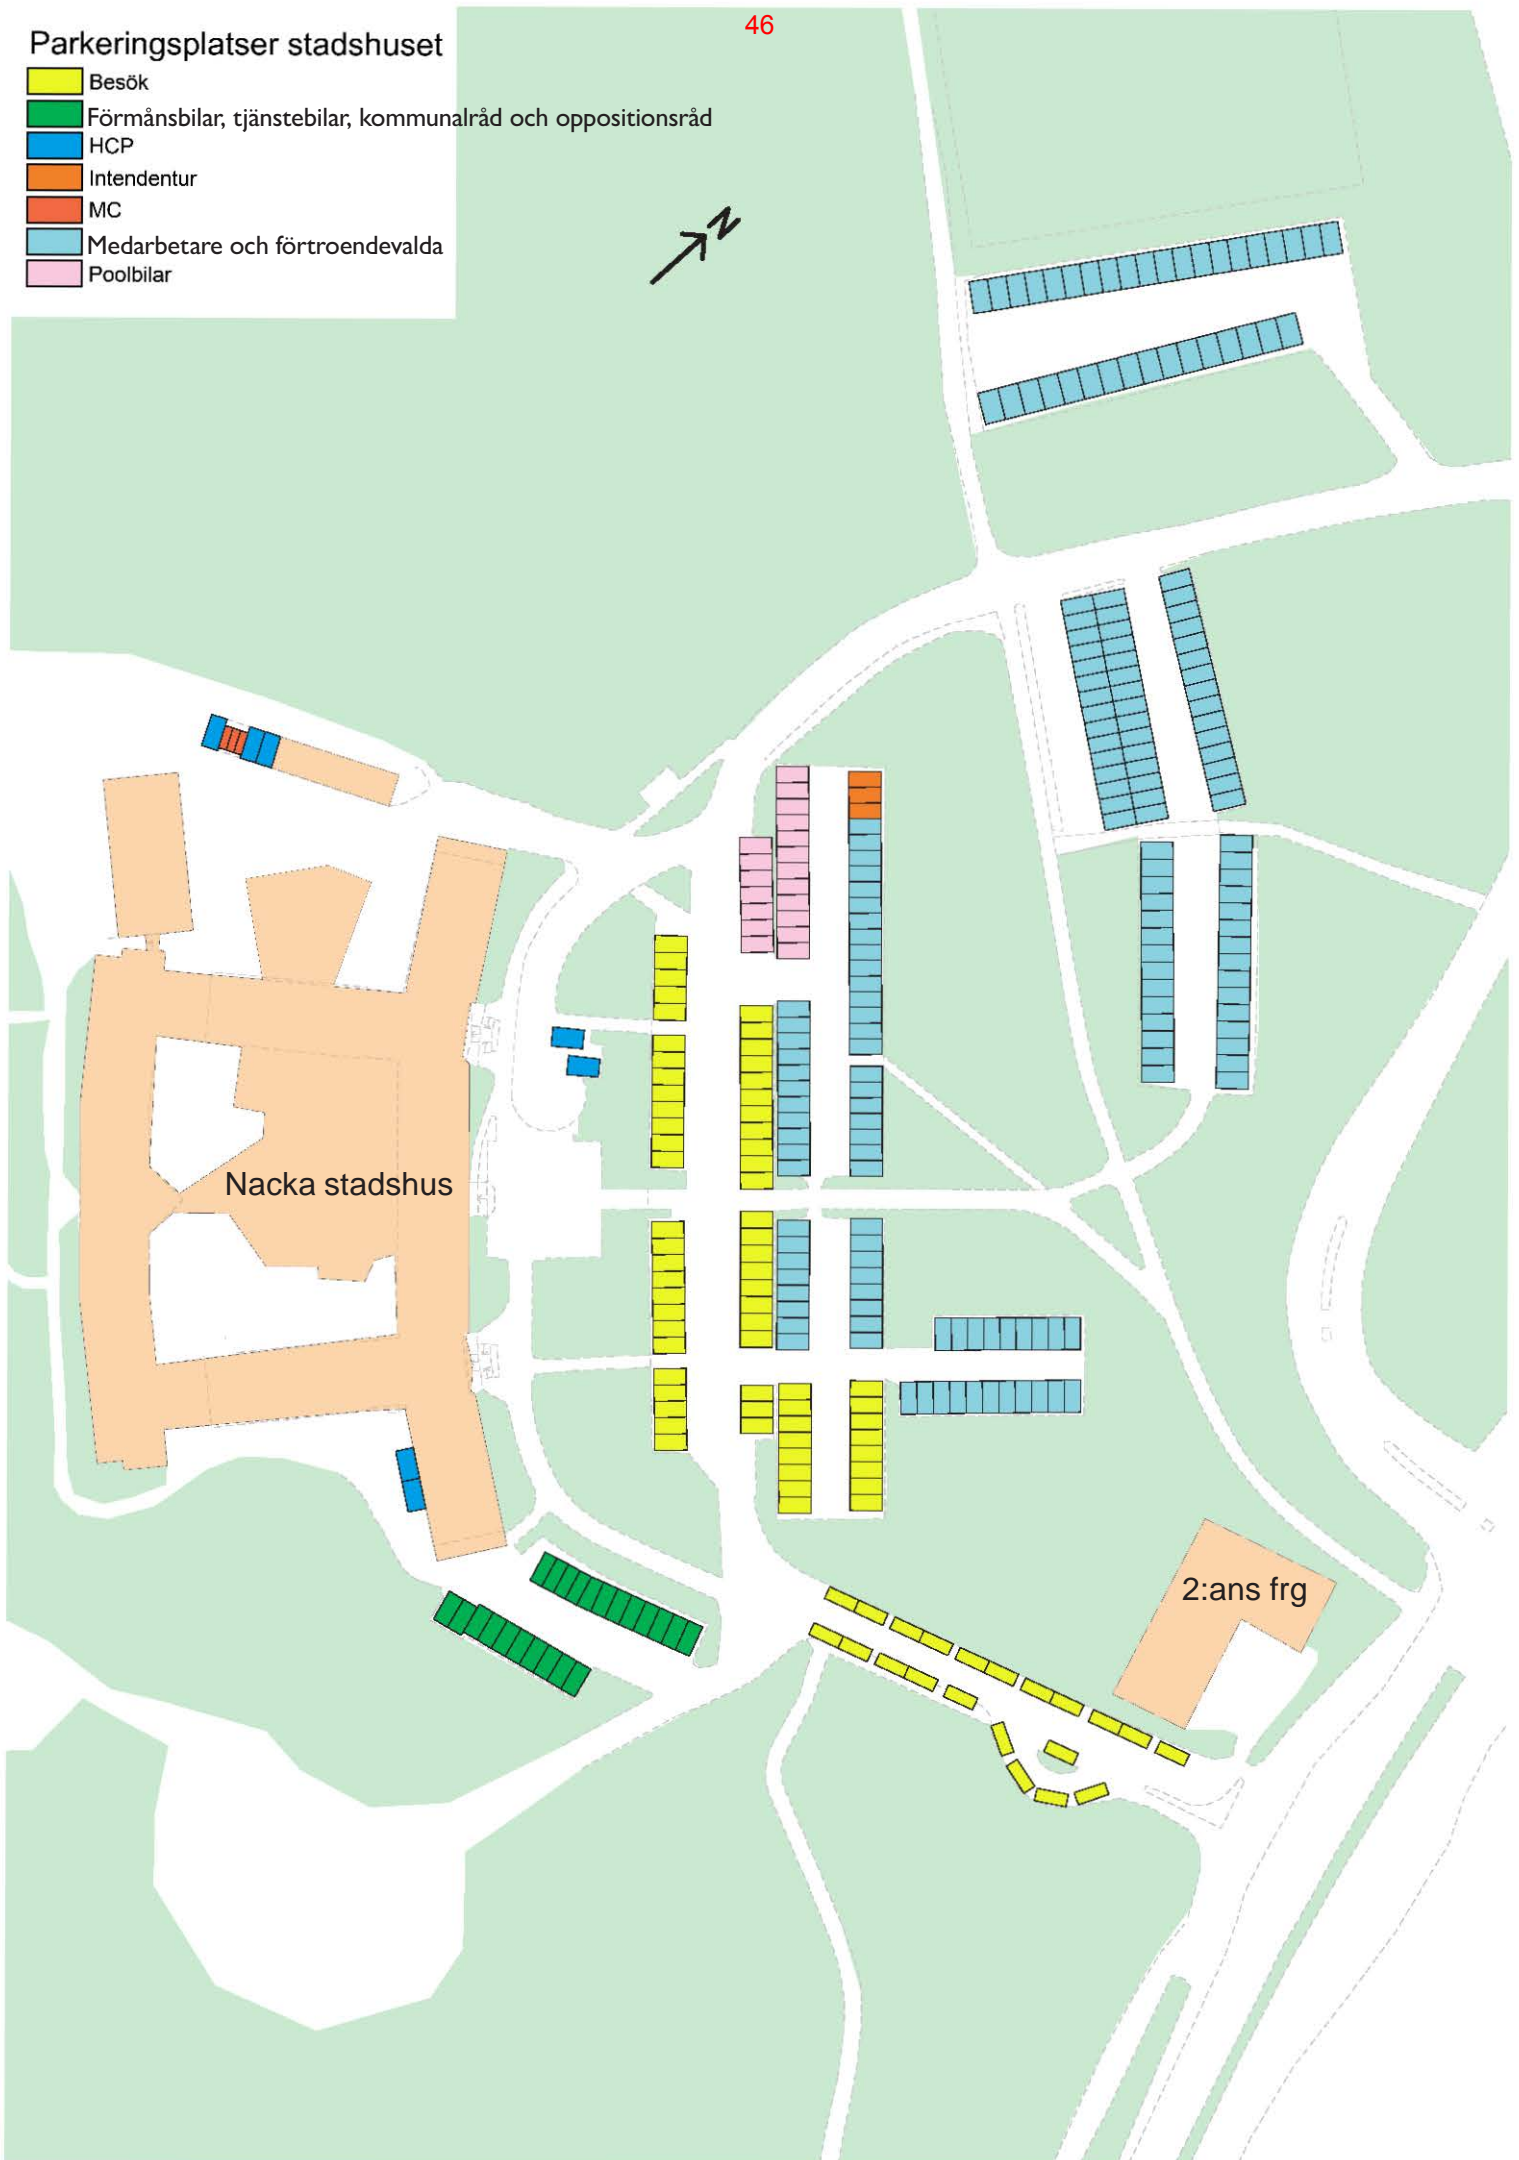 46
Parkeringsplatser stadshuset
Besök
Förmånsbilar, tjänstebilar, kommunalråd och oppositionsråd
HCP
Intendentur
MC
Medarbetare och förtroendevalda
Poolbilar
N
Nacka stadshus
2:ans frg